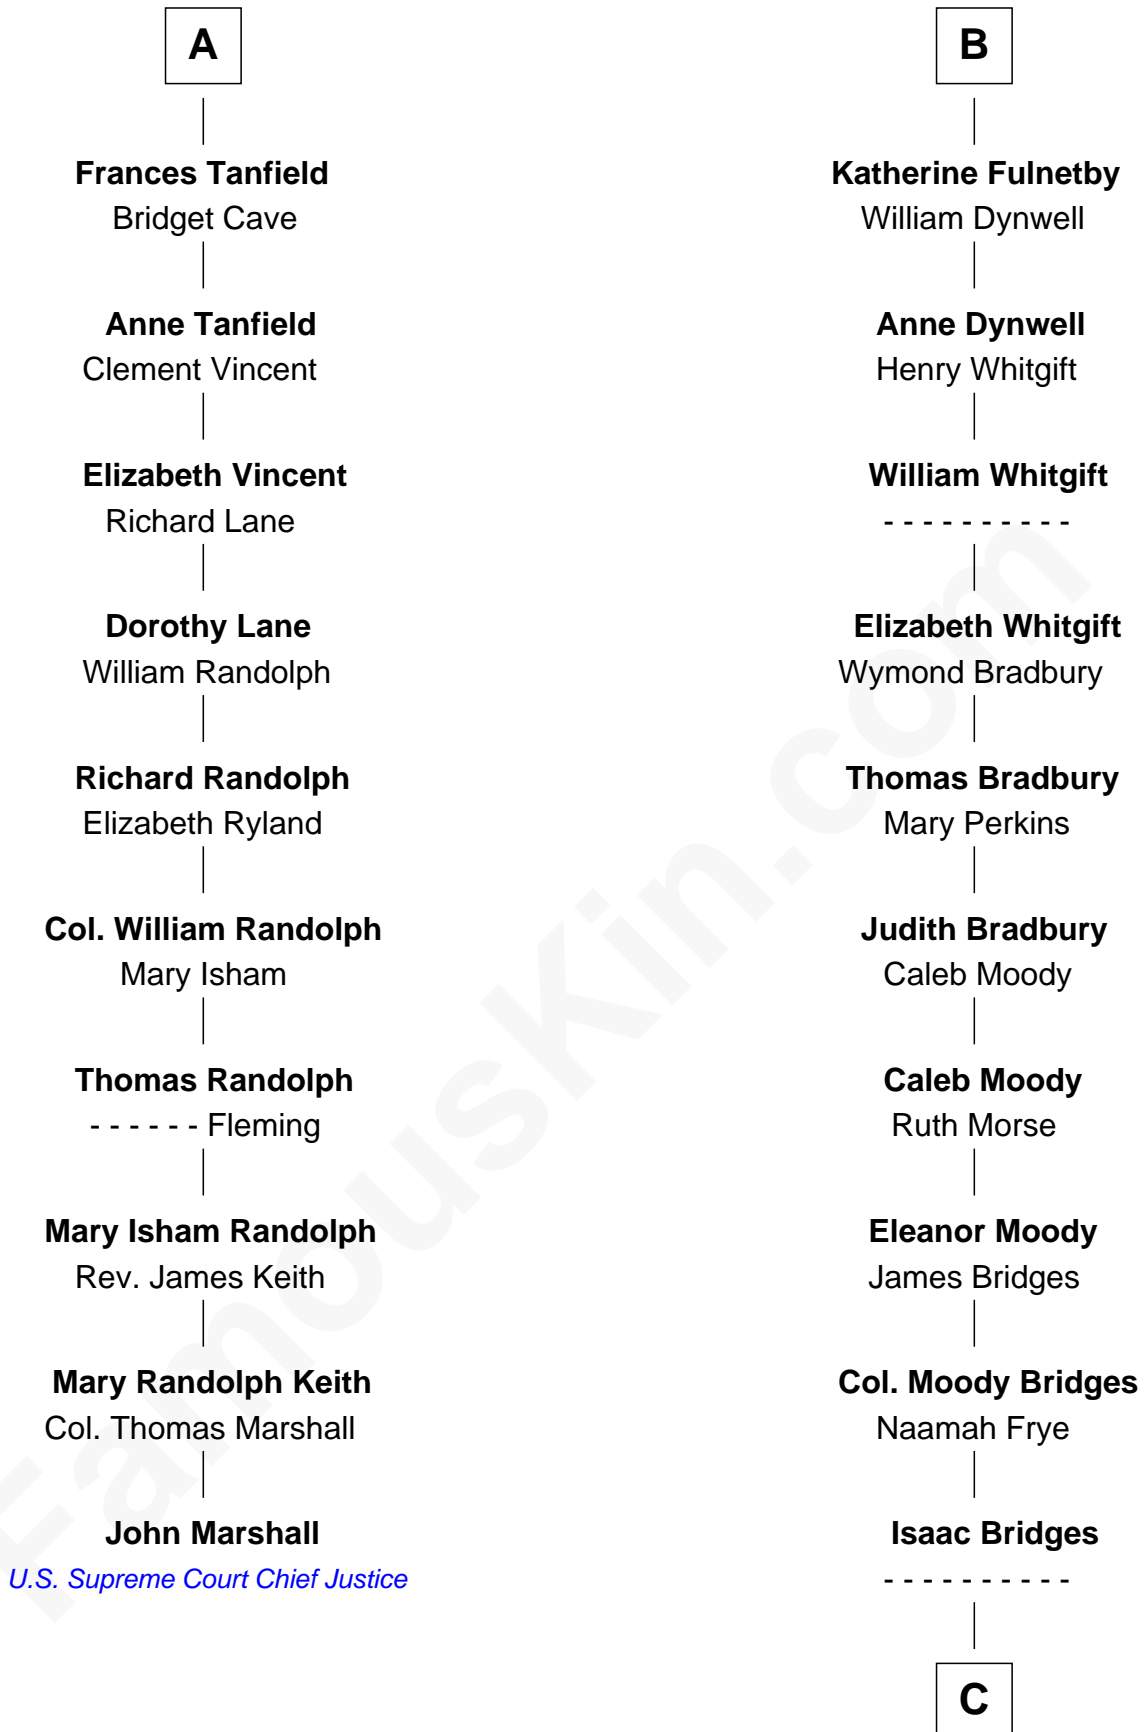 A
Frances Tanfield
Bridget Cave
Anne Tanfield
Clement Vincent
Elizabeth Vincent
Richard Lane
Dorothy Lane
William Randolph
Richard Randolph
Elizabeth Ryland
Col. William Randolph
Mary Isham
Thomas Randolph
- - - - - - Fleming
Mary Isham Randolph
Rev. James Keith
Mary Randolph Keith
Col. Thomas Marshall
John Marshall
U.S. Supreme Court Chief Justice
B
Katherine Fulnetby
William Dynwell
Anne Dynwell
Henry Whitgift
William Whitgift
- - - - - - - - - -
Elizabeth Whitgift
Wymond Bradbury
Thomas Bradbury
Mary Perkins
Judith Bradbury
Caleb Moody
Caleb Moody
Ruth Morse
Eleanor Moody
James Bridges
Col. Moody Bridges
Naamah Frye
Isaac Bridges
- - - - - - - - - -
C
FamousKin.com